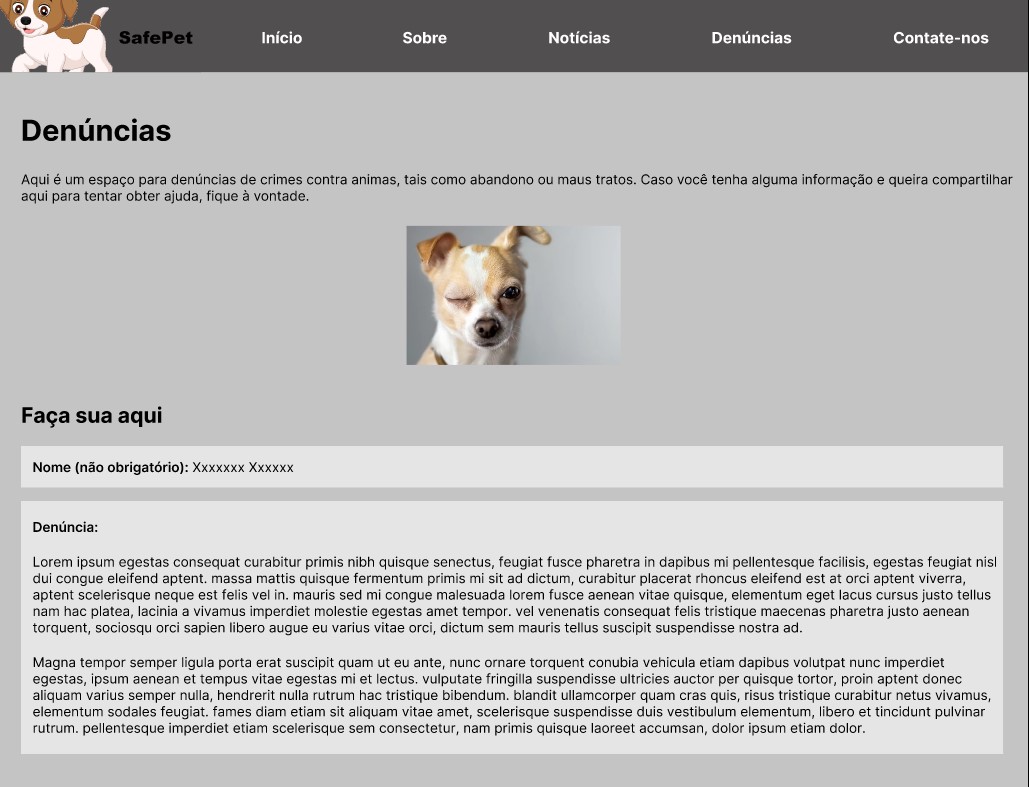 SafePet
Início
Sobre
Notícias
Denúncias
Contate-nos
Denúncias
Aqui é um espaço para denúncias de crimes contra animas, tais como abandono ou maus tratos. Caso você tenha alguma informação e queira compartilhar
aqui para tentar obter ajuda, fique à vontade.
Faça sua aqui
Nome (não obrigatório): Xxxxxxx Xxxxxx
Denúncia:
Lorem ipsum egestas consequat curabitur primis nibh quisque senectus, feugiat fusce pharetra in dapibus mi pellentesque facilisis, egestas feugiat nisl
dui congue eleifend aptent. massa mattis quisque fermentum primis mi sit ad dictum, curabitur placerat rhoncus eleifend est at orci aptent viverra,
aptent scelerisque neque est felis vel in. mauris sed mi congue malesuada lorem fusce aenean vitae quisque, elementum eget lacus cursus justo tellus
nam hac platea, lacinia a vivamus imperdiet molestie egestas amet tempor. vel venenatis consequat felis tristique maecenas pharetra justo aenean
torquent, sociosqu orci sapien libero augue eu varius vitae orci, dictum sem mauris tellus suscipit suspendisse nostra ad.
Magna tempor semper ligula porta erat suscipit quam ut eu ante, nunc ornare torquent conubia vehicula etiam dapibus volutpat nunc imperdiet
egestas, ipsum aenean et tempus vitae egestas mi et lectus. vulputate fringilla suspendisse ultricies auctor per quisque tortor, proin aptent donec
aliquam varius semper nulla, hendrerit nulla rutrum hac tristique bibendum. blandit ullamcorper quam cras quis, risus tristique curabitur netus vivamus,
elementum sodales feugiat. fames diam etiam sit aliquam vitae amet, scelerisque suspendisse duis vestibulum elementum, libero et tincidunt pulvinar
rutrum. pellentesque imperdiet etiam scelerisque sem consectetur, nam primis quisque laoreet accumsan, dolor ipsum etiam dolor.